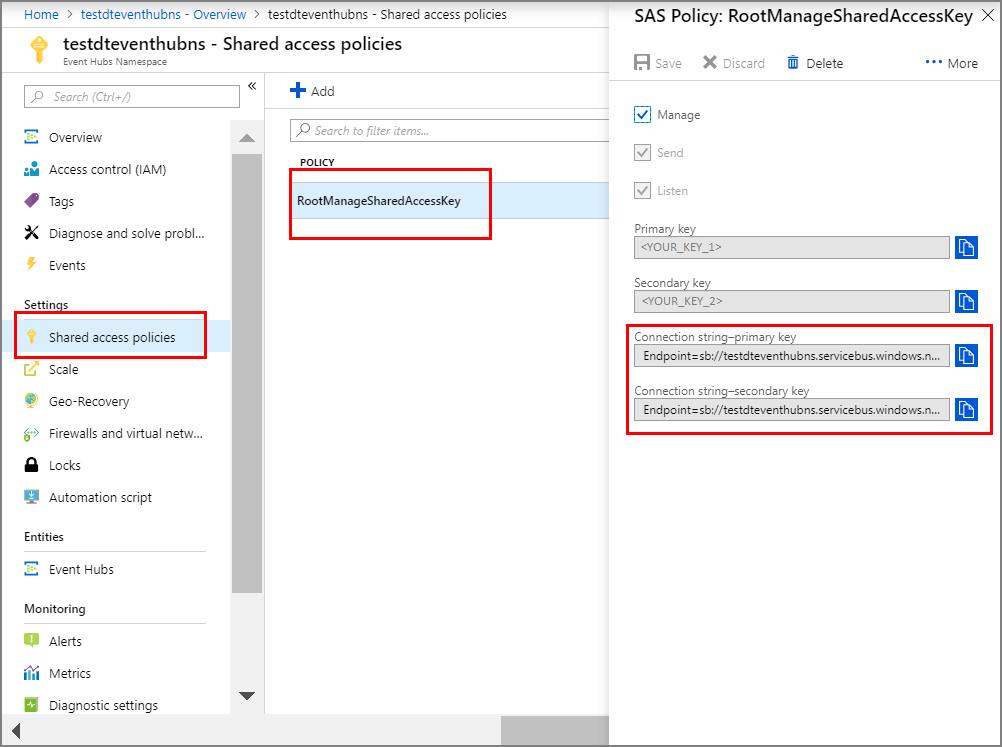 Home > testdteventhubns - Overview > testdteventhubns - Shared access policies
testdteventhubns - Shared access policies
Event Hubs Namespace
Search (Ctrl+/)
«
Overview
Access control (IAM)
Tags
Diagnose and solve probl...
Events
Settings
Shared access policies
Scale
Geo-Recovery
Firewalls and virtual netw...
Locks
Automation script
Entities
Event Hubs
Monitoring
Alerts
Metrics
Diagnostic settings
Add
Search to filter items...
POLICY
RootManageSharedAccessKey
SAS Policy: RootManageSharedAccessKey
Save Discard Delete ... More
Manage
Send
Listen
Primary key
<YOUR_KEY_1>
Secondary key
<YOUR_KEY_2>
Connection string–primary key
Endpoint=sb://testdteventhubns.servicebus.windows.n...
Connection string–secondary key
Endpoint=sb://testdteventhubns.servicebus.windows.n...